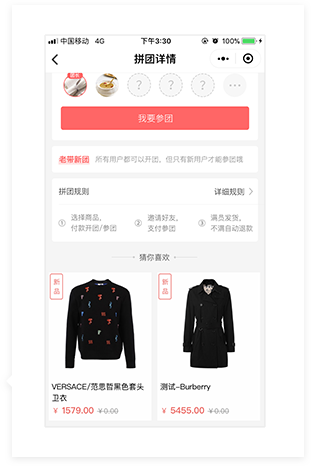 中国移动 4G 下午3:30 100%
拼团详情
团长
? ? ? ...
我要参团
老带新团 所有用户都可以开团，但只有新用户才能参团哦
拼团规则 详细规则 >
① 选择商品， ② 邀请好友， ③ 满员发货，
付款开团/参团 支付参团 不满自动退款
猜你喜欢
新品 新品
VERSACE/范思哲黑色套头 测试-Burberry
卫衣
¥ 1579.00 ¥0.00 ¥ 5455.00 ¥0.00